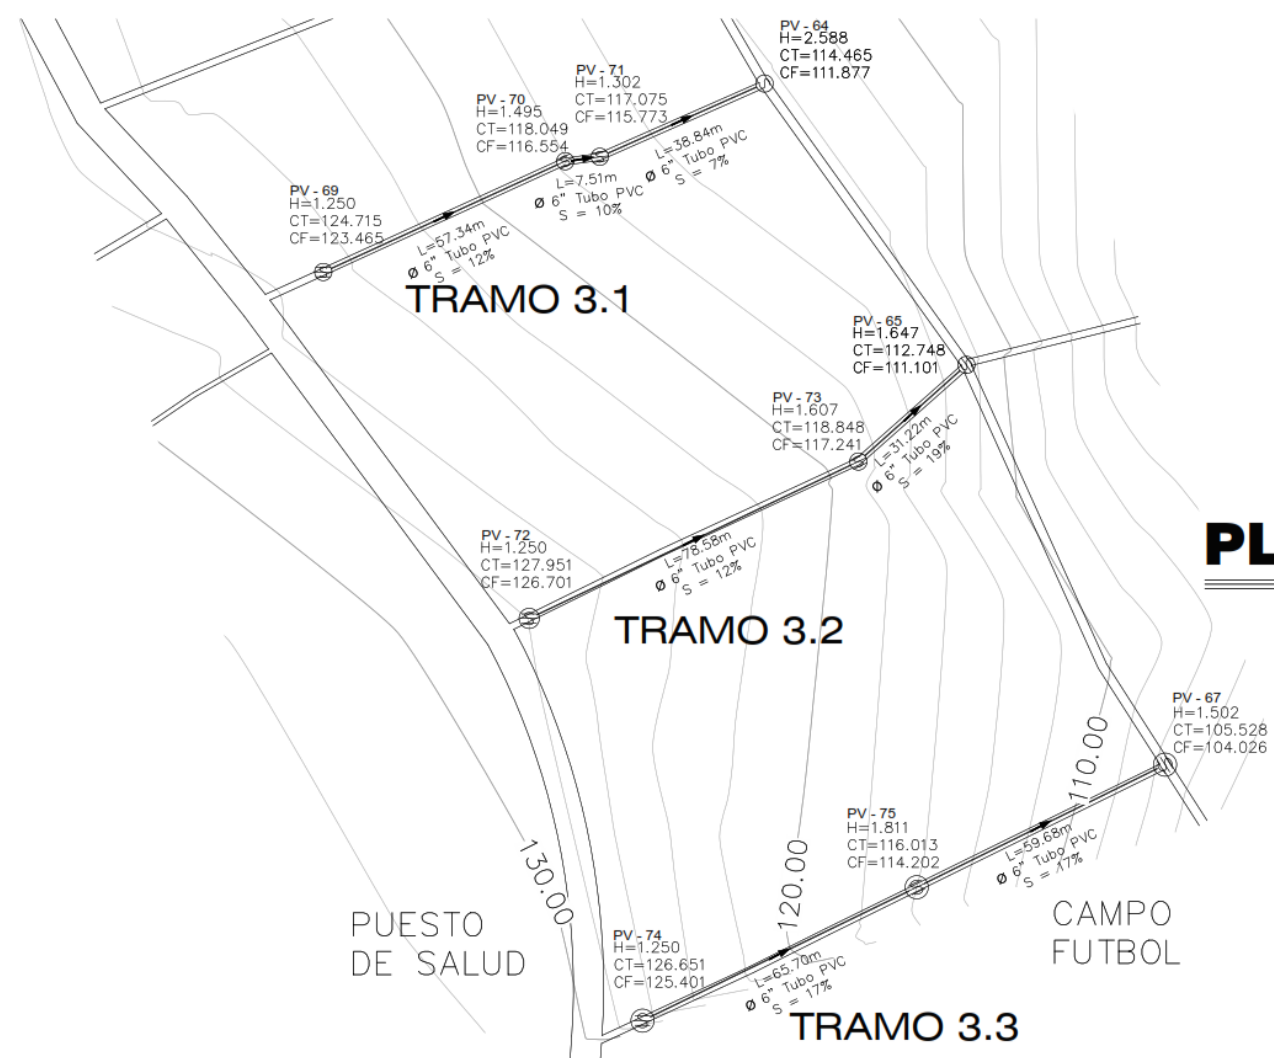 PV - 64
H=2.588
CT=114.465
CF=111.877
PV - 71
H=1.302
CT=117.075
CF=115.773
PV - 70
H=1.495
CT=118.049
CF=116.554
L=38.84m
Ø 6" Tubo PVC
S = 7%
L=7.51m
Ø 6" Tubo PVC
S = 10%
PV - 69
H=1.250
CT=124.715
CF=123.465
L=57.34m
Ø 6" Tubo PVC
S = 12%
TRAMO 3.1
PV - 65
H=1.647
CT=112.748
CF=111.101
PV - 73
H=1.607
CT=118.848
CF=117.241
L=31.22m
Ø 6" Tubo PVC
S = 19%
PV - 72
H=1.250
CT=127.951
CF=126.701
L=78.58m
Ø 6" Tubo PVC
S = 12%
PL
TRAMO 3.2
PV - 67
H=1.502
CT=105.528
CF=104.026
110.00
PV - 75
H=1.811
CT=116.013
CF=114.202
L=59.68m
Ø 6" Tubo PVC
S = 17%
130.00
120.00
PUESTO
DE SALUD
CAMPO
FUTBOL
PV - 74
H=1.250
CT=126.651
CF=125.401
L=65.70m
Ø 6" Tubo PVC
S = 17%
TRAMO 3.3